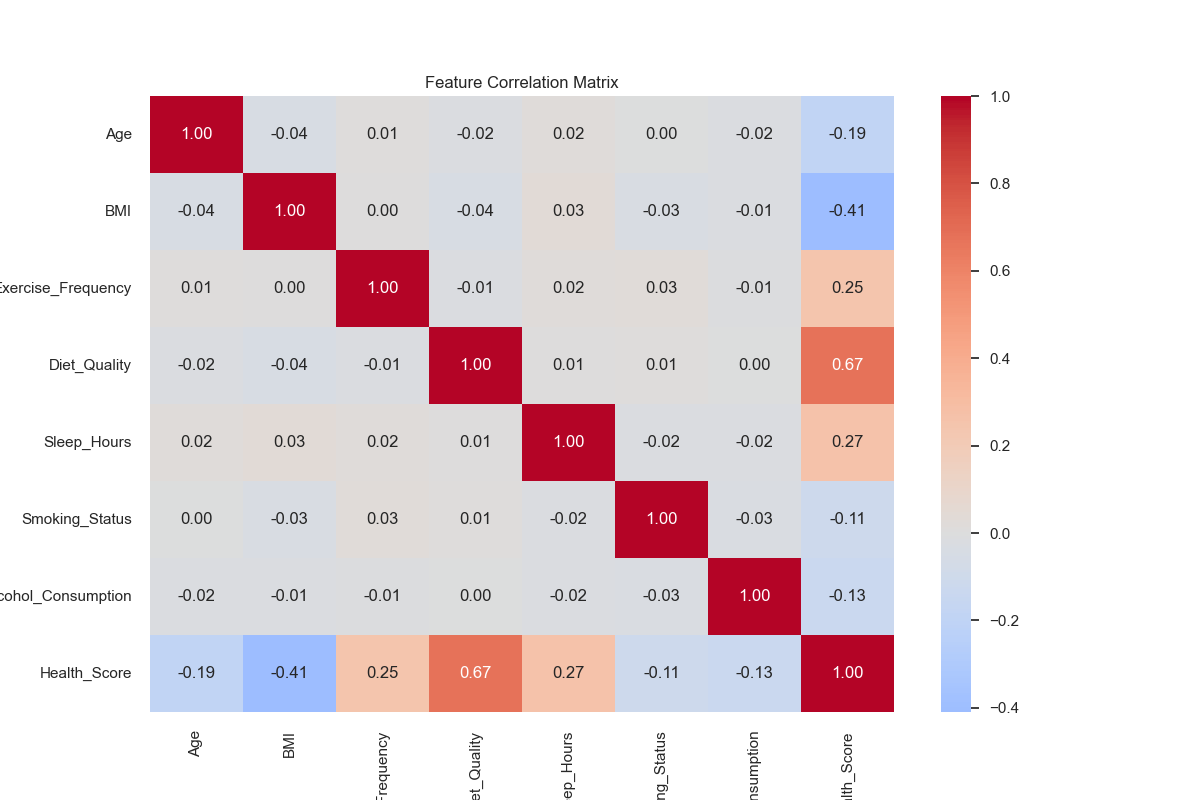 Feature Correlation Matrix
Age 1.00 -0.04 0.01 -0.02 0.02 0.00 -0.02 -0.19
BMI -0.04 1.00 0.00 -0.04 0.03 -0.03 -0.01 -0.41
Exercise_Frequency 0.01 0.00 1.00 -0.01 0.02 0.03 -0.01 0.25
Diet_Quality -0.02 -0.04 -0.01 1.00 0.01 0.01 0.00 0.67
Sleep_Hours 0.02 0.03 0.02 0.01 1.00 -0.02 -0.02 0.27
Smoking_Status 0.00 -0.03 0.03 0.01 -0.02 1.00 -0.03 -0.11
cohol_Consumption -0.02 -0.01 -0.01 0.00 -0.02 -0.03 1.00 -0.13
Health_Score -0.19 -0.41 0.25 0.67 0.27 -0.11 -0.13 1.00
Age
BMI
Frequency
et_Quality
ep_Hours
ng_Status
nsumption
lth_Score
1.0
0.8
0.6
0.4
0.2
0.0
−0.2
−0.4